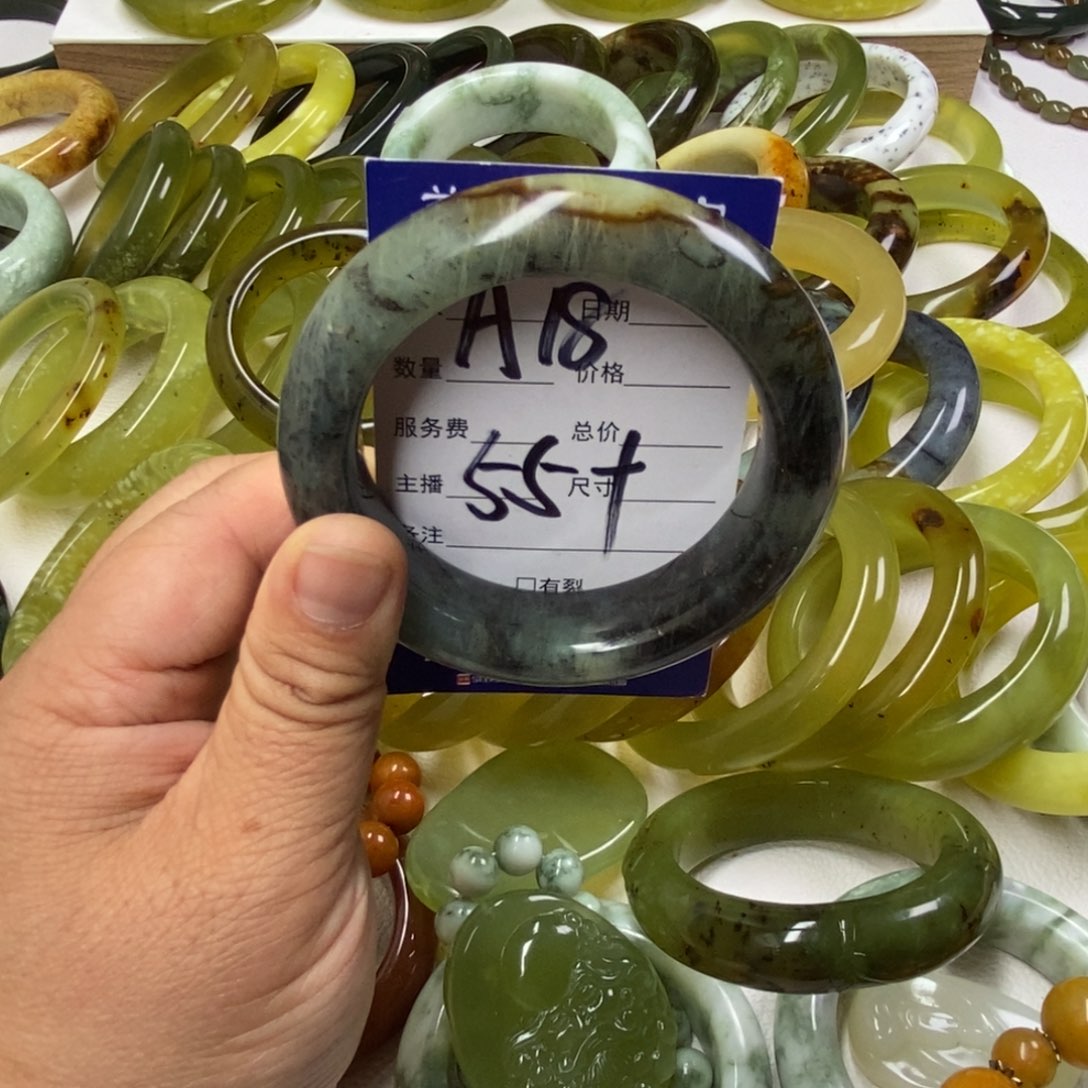 A18 日期
数量 价格
服务费 总价
主播 55+ 尺寸
备注
□有裂